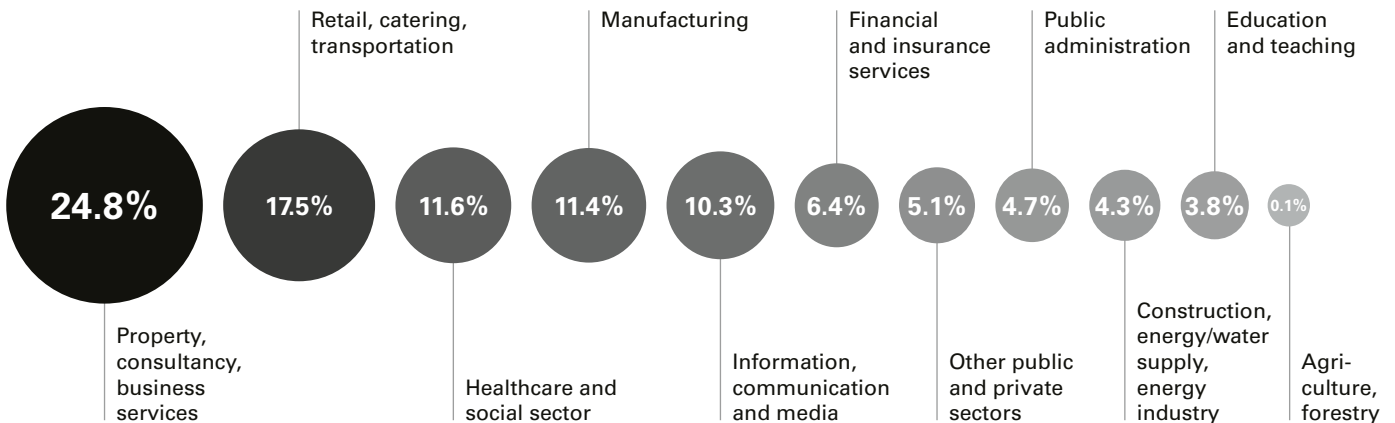 Retail, catering,
transportation
Manufacturing
Financial
and insurance
services
Public
administration
Education
and teaching
24.8%
17.5%
11.6%
11.4%
10.3%
6.4%
5.1%
4.7%
4.3%
3.8%
0.1%
Property,
consultancy,
business
services
Healthcare and
social sector
Information,
communication
and media
Other public
and private
sectors
Construction,
energy/water
supply,
energy
industry
Agri-
culture,
forestry